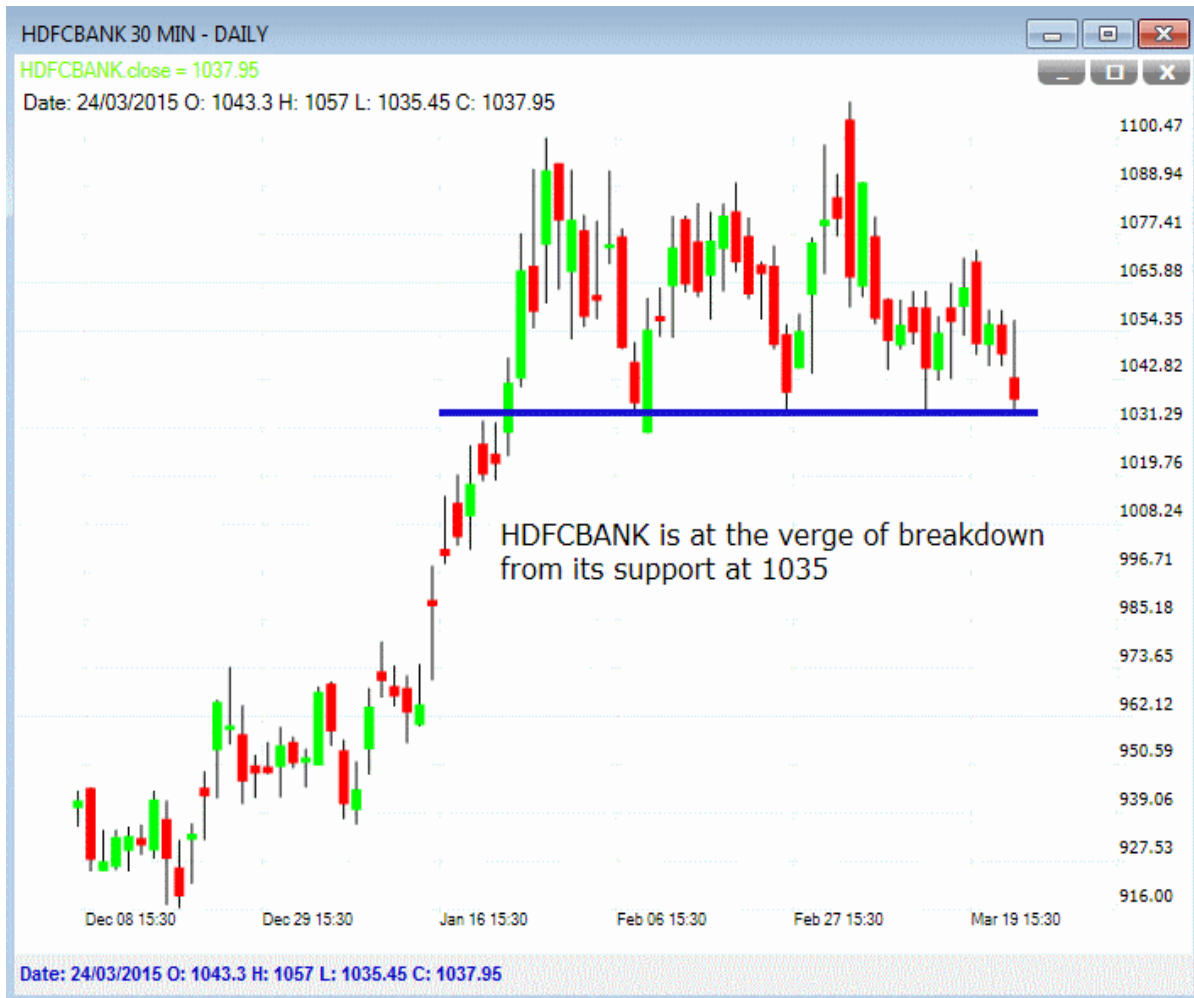 HDFCBANK 30 MIN - DAILY
HDFCBANK.close = 1037.95
Date: 24/03/2015 O: 1043.3 H: 1057 L: 1035.45 C: 1037.95
1100.47
1088.94
1077.41
1065.88
1054.35
1042.82
1031.29
1019.76
1008.24
996.71
985.18
973.65
962.12
950.59
939.06
927.53
916.00
HDFCBANK is at the verge of breakdown
from its support at 1035
Dec 08 15:30 Dec 29 15:30 Jan 16 15:30 Feb 06 15:30 Feb 27 15:30 Mar 19 15:30
Date: 24/03/2015 O: 1043.3 H: 1057 L: 1035.45 C: 1037.95